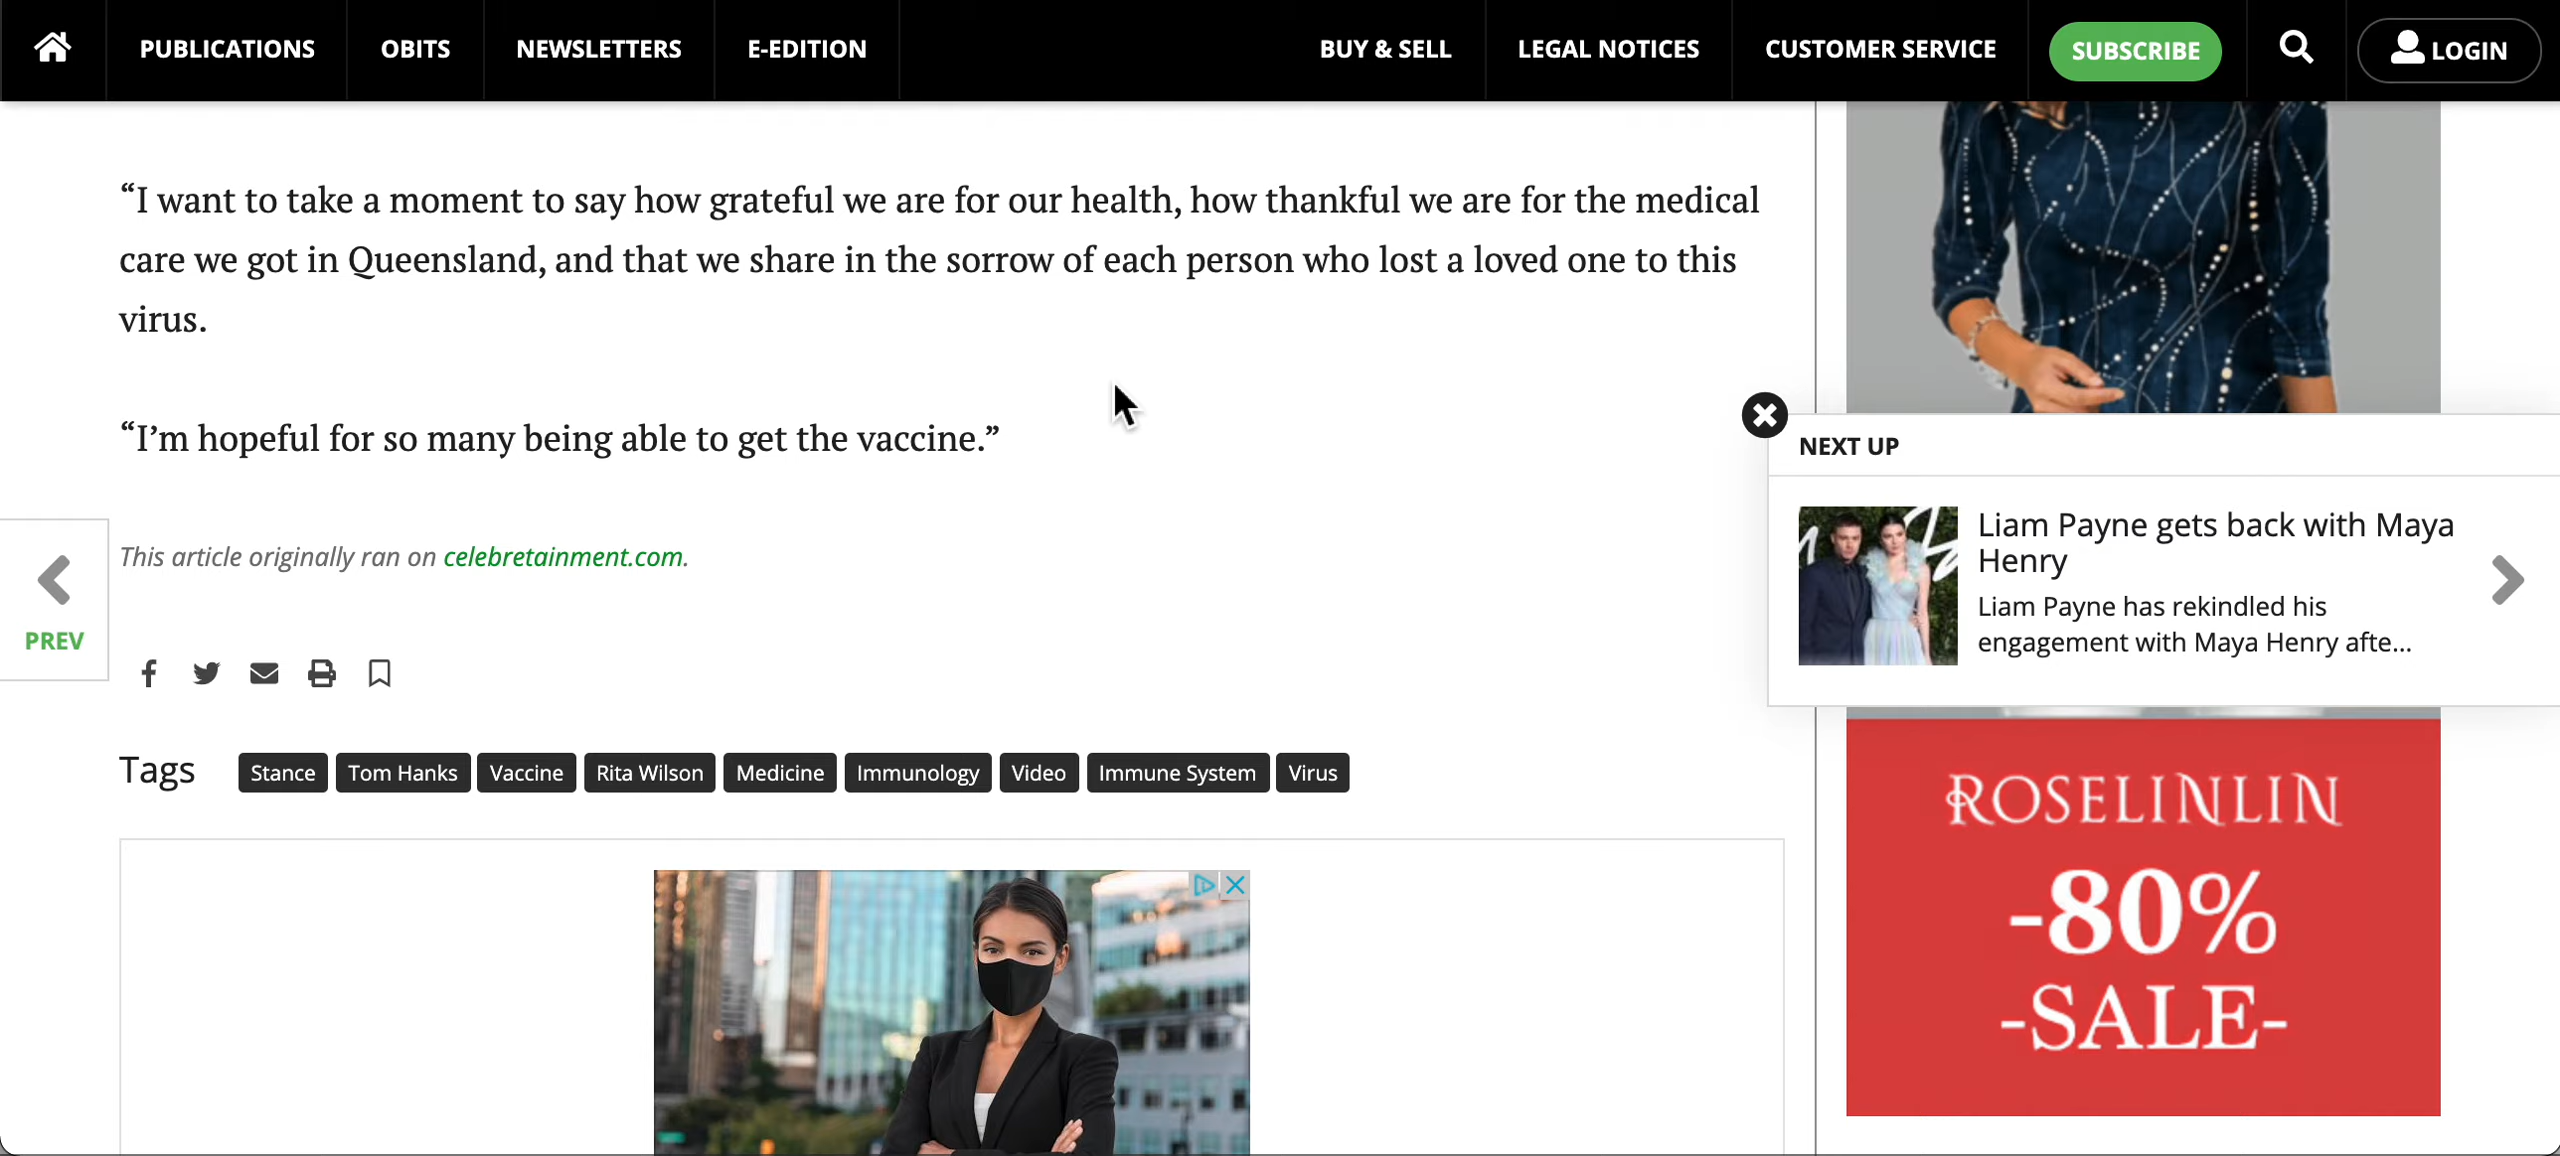 PUBLICATIONS
OBITS
NEWSLETTERS
E-EDITION
BUY & SELL
LEGAL NOTICES
CUSTOMER SERVICE
SUBSCRIBE
LOGIN
“I want to take a moment to say how grateful we are for our health, how thankful we are for the medical
care we got in Queensland, and that we share in the sorrow of each person who lost a loved one to this
virus.
“I’m hopeful for so many being able to get the vaccine.”
This article originally ran on celebretainment.com.
PREV
Tags
Stance
Tom Hanks
Vaccine
Rita Wilson
Medicine
Immunology
Video
Immune System
Virus
NEXT UP
Liam Payne gets back with Maya
Henry
Liam Payne has rekindled his
engagement with Maya Henry afte...
ROSELINLIN
-80%
-SALE-